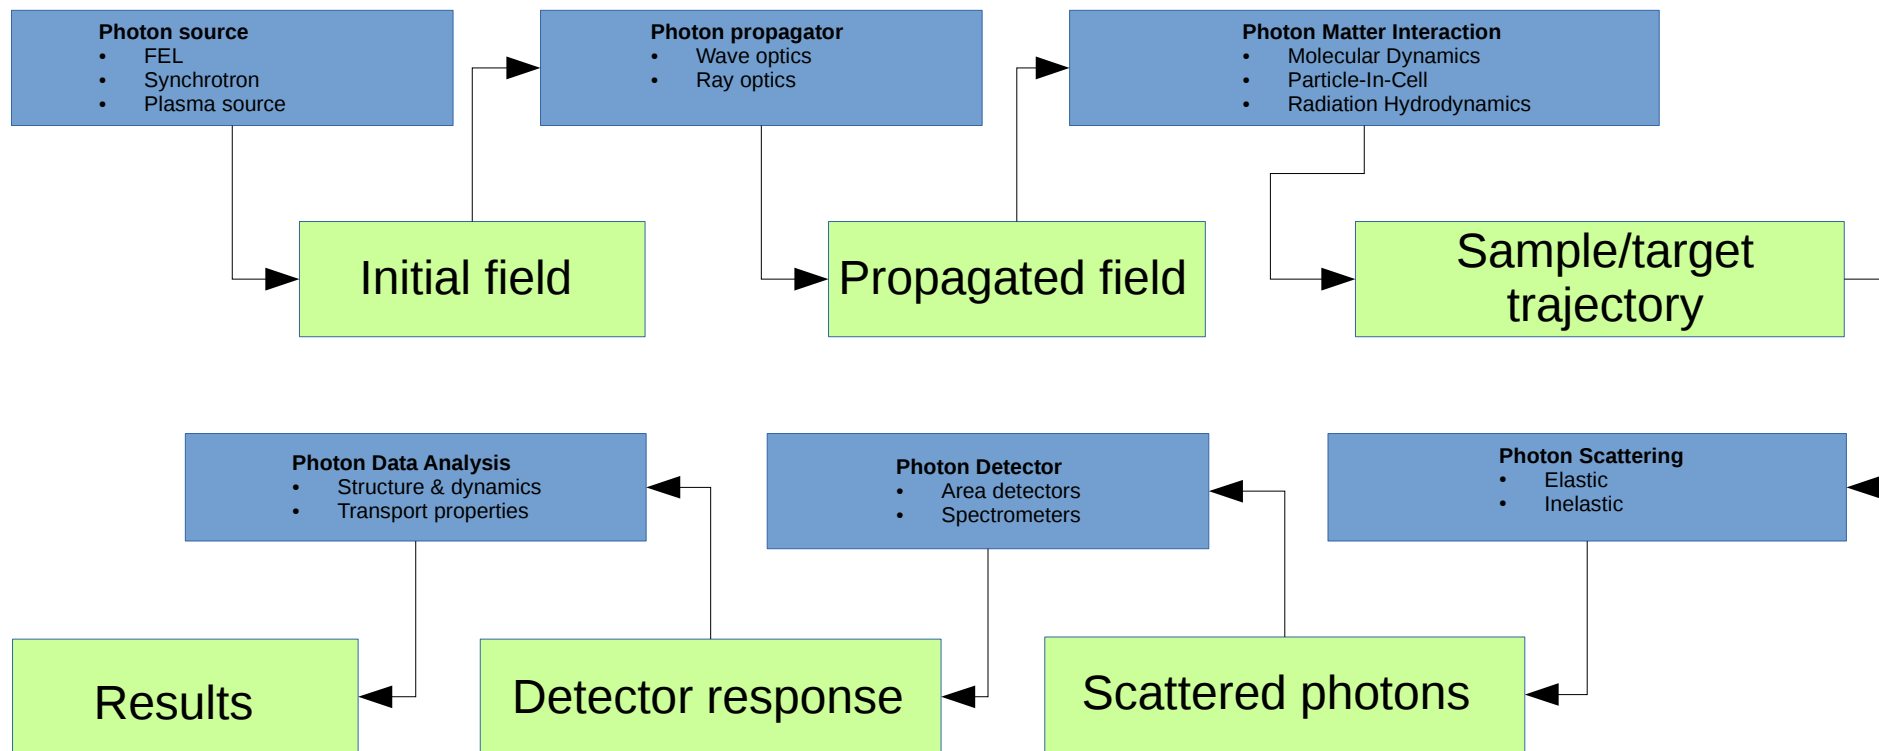 Photon source
• FEL
• Synchrotron
• Plasma source
Photon propagator
• Wave optics
• Ray optics
Photon Matter Interaction
• Molecular Dynamics
• Particle-In-Cell
• Radiation Hydrodynamics
Initial field
Propagated field
Sample/target
trajectory
Photon Data Analysis
• Structure & dynamics
• Transport properties
Photon Detector
• Area detectors
• Spectrometers
Photon Scattering
• Elastic
• Inelastic
Results
Detector response
Scattered photons